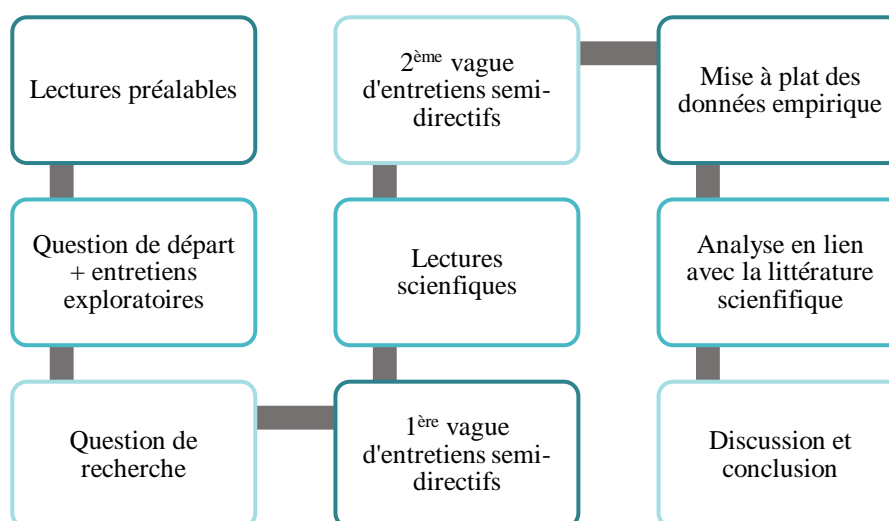 Lectures préalables
Question de départ
+ entretiens
exploratoires
Question de
recherche
1ère vague
d'entretiens semi-
directifs
Lectures
scienfiques
2ème vague
d'entretiens semi-
directifs
Mise à plat des
données empirique
Analyse en lien
avec la littérature
scienfifique
Discussion et
conclusion